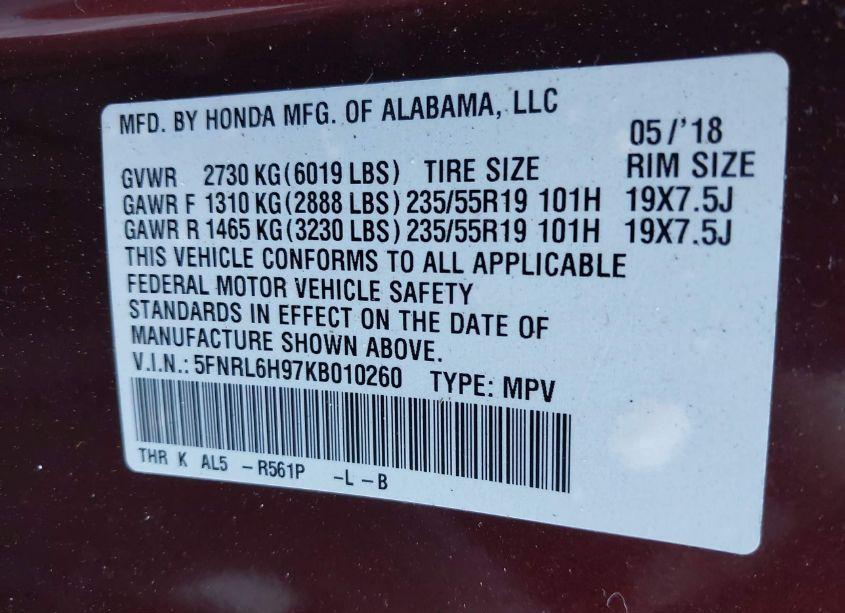 MFD. BY HONDA MFG. OF ALABAMA, LLC
05/'18
GVWR 2730 KG(6019 LBS) TIRE SIZE RIM SIZE
GAWR F 1310 KG(2888 LBS) 235/55R19 101H 19X7.5J
GAWR R 1465 KG(3230 LBS) 235/55R19 101H 19X7.5J
THIS VEHICLE CONFORMS TO ALL APPLICABLE
FEDERAL MOTOR VEHICLE SAFETY
STANDARDS IN EFFECT ON THE DATE OF
MANUFACTURE SHOWN ABOVE.
V.I.N.: 5FNRL6H97KB010260 TYPE: MPV
THR K AL5 -R561P -L-B